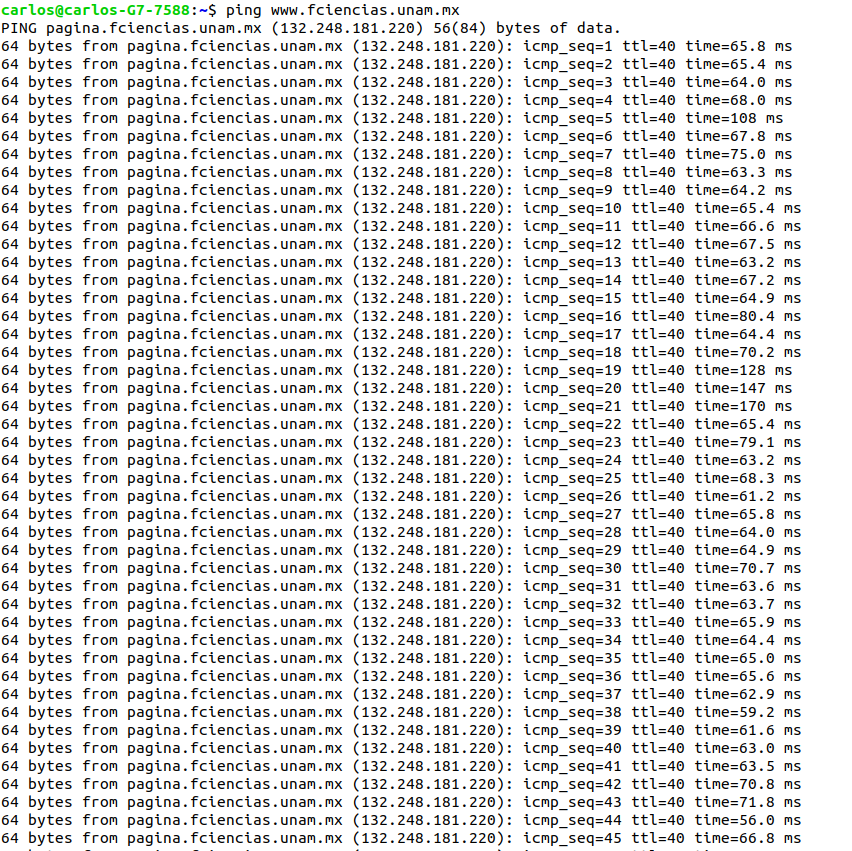 carlos@carlos-G7-7588:~$ ping www.fciencias.unam.mx
PING pagina.fciencias.unam.mx (132.248.181.220) 56(84) bytes of data.
64 bytes from pagina.fciencias.unam.mx (132.248.181.220): icmp_seq=1 ttl=40 time=65.8 ms
64 bytes from pagina.fciencias.unam.mx (132.248.181.220): icmp_seq=2 ttl=40 time=65.4 ms
64 bytes from pagina.fciencias.unam.mx (132.248.181.220): icmp_seq=3 ttl=40 time=64.0 ms
64 bytes from pagina.fciencias.unam.mx (132.248.181.220): icmp_seq=4 ttl=40 time=68.0 ms
64 bytes from pagina.fciencias.unam.mx (132.248.181.220): icmp_seq=5 ttl=40 time=108 ms
64 bytes from pagina.fciencias.unam.mx (132.248.181.220): icmp_seq=6 ttl=40 time=67.8 ms
64 bytes from pagina.fciencias.unam.mx (132.248.181.220): icmp_seq=7 ttl=40 time=75.0 ms
64 bytes from pagina.fciencias.unam.mx (132.248.181.220): icmp_seq=8 ttl=40 time=63.3 ms
64 bytes from pagina.fciencias.unam.mx (132.248.181.220): icmp_seq=9 ttl=40 time=64.2 ms
64 bytes from pagina.fciencias.unam.mx (132.248.181.220): icmp_seq=10 ttl=40 time=65.4 ms
64 bytes from pagina.fciencias.unam.mx (132.248.181.220): icmp_seq=11 ttl=40 time=66.6 ms
64 bytes from pagina.fciencias.unam.mx (132.248.181.220): icmp_seq=12 ttl=40 time=67.5 ms
64 bytes from pagina.fciencias.unam.mx (132.248.181.220): icmp_seq=13 ttl=40 time=63.2 ms
64 bytes from pagina.fciencias.unam.mx (132.248.181.220): icmp_seq=14 ttl=40 time=67.2 ms
64 bytes from pagina.fciencias.unam.mx (132.248.181.220): icmp_seq=15 ttl=40 time=64.9 ms
64 bytes from pagina.fciencias.unam.mx (132.248.181.220): icmp_seq=16 ttl=40 time=80.4 ms
64 bytes from pagina.fciencias.unam.mx (132.248.181.220): icmp_seq=17 ttl=40 time=64.4 ms
64 bytes from pagina.fciencias.unam.mx (132.248.181.220): icmp_seq=18 ttl=40 time=70.2 ms
64 bytes from pagina.fciencias.unam.mx (132.248.181.220): icmp_seq=19 ttl=40 time=128 ms
64 bytes from pagina.fciencias.unam.mx (132.248.181.220): icmp_seq=20 ttl=40 time=147 ms
64 bytes from pagina.fciencias.unam.mx (132.248.181.220): icmp_seq=21 ttl=40 time=170 ms
64 bytes from pagina.fciencias.unam.mx (132.248.181.220): icmp_seq=22 ttl=40 time=65.4 ms
64 bytes from pagina.fciencias.unam.mx (132.248.181.220): icmp_seq=23 ttl=40 time=79.1 ms
64 bytes from pagina.fciencias.unam.mx (132.248.181.220): icmp_seq=24 ttl=40 time=63.2 ms
64 bytes from pagina.fciencias.unam.mx (132.248.181.220): icmp_seq=25 ttl=40 time=68.3 ms
64 bytes from pagina.fciencias.unam.mx (132.248.181.220): icmp_seq=26 ttl=40 time=61.2 ms
64 bytes from pagina.fciencias.unam.mx (132.248.181.220): icmp_seq=27 ttl=40 time=65.8 ms
64 bytes from pagina.fciencias.unam.mx (132.248.181.220): icmp_seq=28 ttl=40 time=64.0 ms
64 bytes from pagina.fciencias.unam.mx (132.248.181.220): icmp_seq=29 ttl=40 time=64.9 ms
64 bytes from pagina.fciencias.unam.mx (132.248.181.220): icmp_seq=30 ttl=40 time=70.7 ms
64 bytes from pagina.fciencias.unam.mx (132.248.181.220): icmp_seq=31 ttl=40 time=63.6 ms
64 bytes from pagina.fciencias.unam.mx (132.248.181.220): icmp_seq=32 ttl=40 time=63.7 ms
64 bytes from pagina.fciencias.unam.mx (132.248.181.220): icmp_seq=33 ttl=40 time=65.9 ms
64 bytes from pagina.fciencias.unam.mx (132.248.181.220): icmp_seq=34 ttl=40 time=64.4 ms
64 bytes from pagina.fciencias.unam.mx (132.248.181.220): icmp_seq=35 ttl=40 time=65.0 ms
64 bytes from pagina.fciencias.unam.mx (132.248.181.220): icmp_seq=36 ttl=40 time=65.6 ms
64 bytes from pagina.fciencias.unam.mx (132.248.181.220): icmp_seq=37 ttl=40 time=62.9 ms
64 bytes from pagina.fciencias.unam.mx (132.248.181.220): icmp_seq=38 ttl=40 time=59.2 ms
64 bytes from pagina.fciencias.unam.mx (132.248.181.220): icmp_seq=39 ttl=40 time=61.6 ms
64 bytes from pagina.fciencias.unam.mx (132.248.181.220): icmp_seq=40 ttl=40 time=63.0 ms
64 bytes from pagina.fciencias.unam.mx (132.248.181.220): icmp_seq=41 ttl=40 time=63.5 ms
64 bytes from pagina.fciencias.unam.mx (132.248.181.220): icmp_seq=42 ttl=40 time=70.8 ms
64 bytes from pagina.fciencias.unam.mx (132.248.181.220): icmp_seq=43 ttl=40 time=71.8 ms
64 bytes from pagina.fciencias.unam.mx (132.248.181.220): icmp_seq=44 ttl=40 time=56.0 ms
64 bytes from pagina.fciencias.unam.mx (132.248.181.220): icmp_seq=45 ttl=40 time=66.8 ms